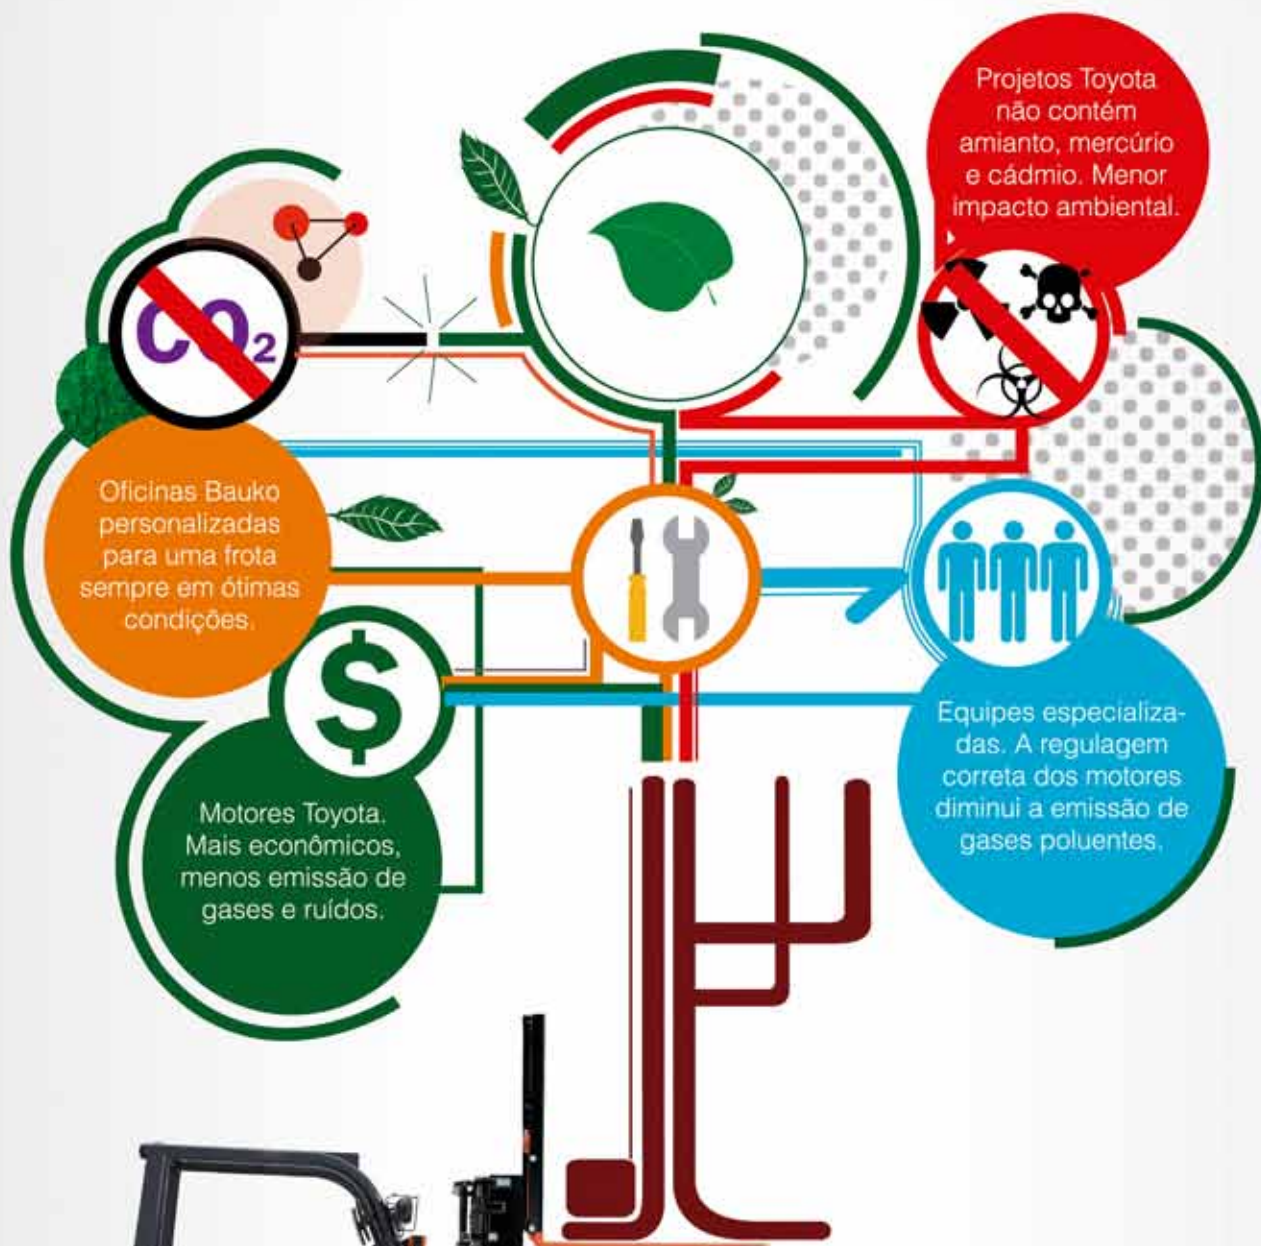 Projetos Toyota
não contém
amianto, mercúrio
e cádmio. Menor
impacto ambiental.
CO₂
Oficinas Bauko
personalizadas
para uma frota
sempre em ótimas
condições.
$
Motores Toyota.
Mais econômicos,
menos emissão de
gases e ruídos.
Equipes especializa-
das. A regulagem
correta dos motores
diminui a emissão de
gases poluentes.